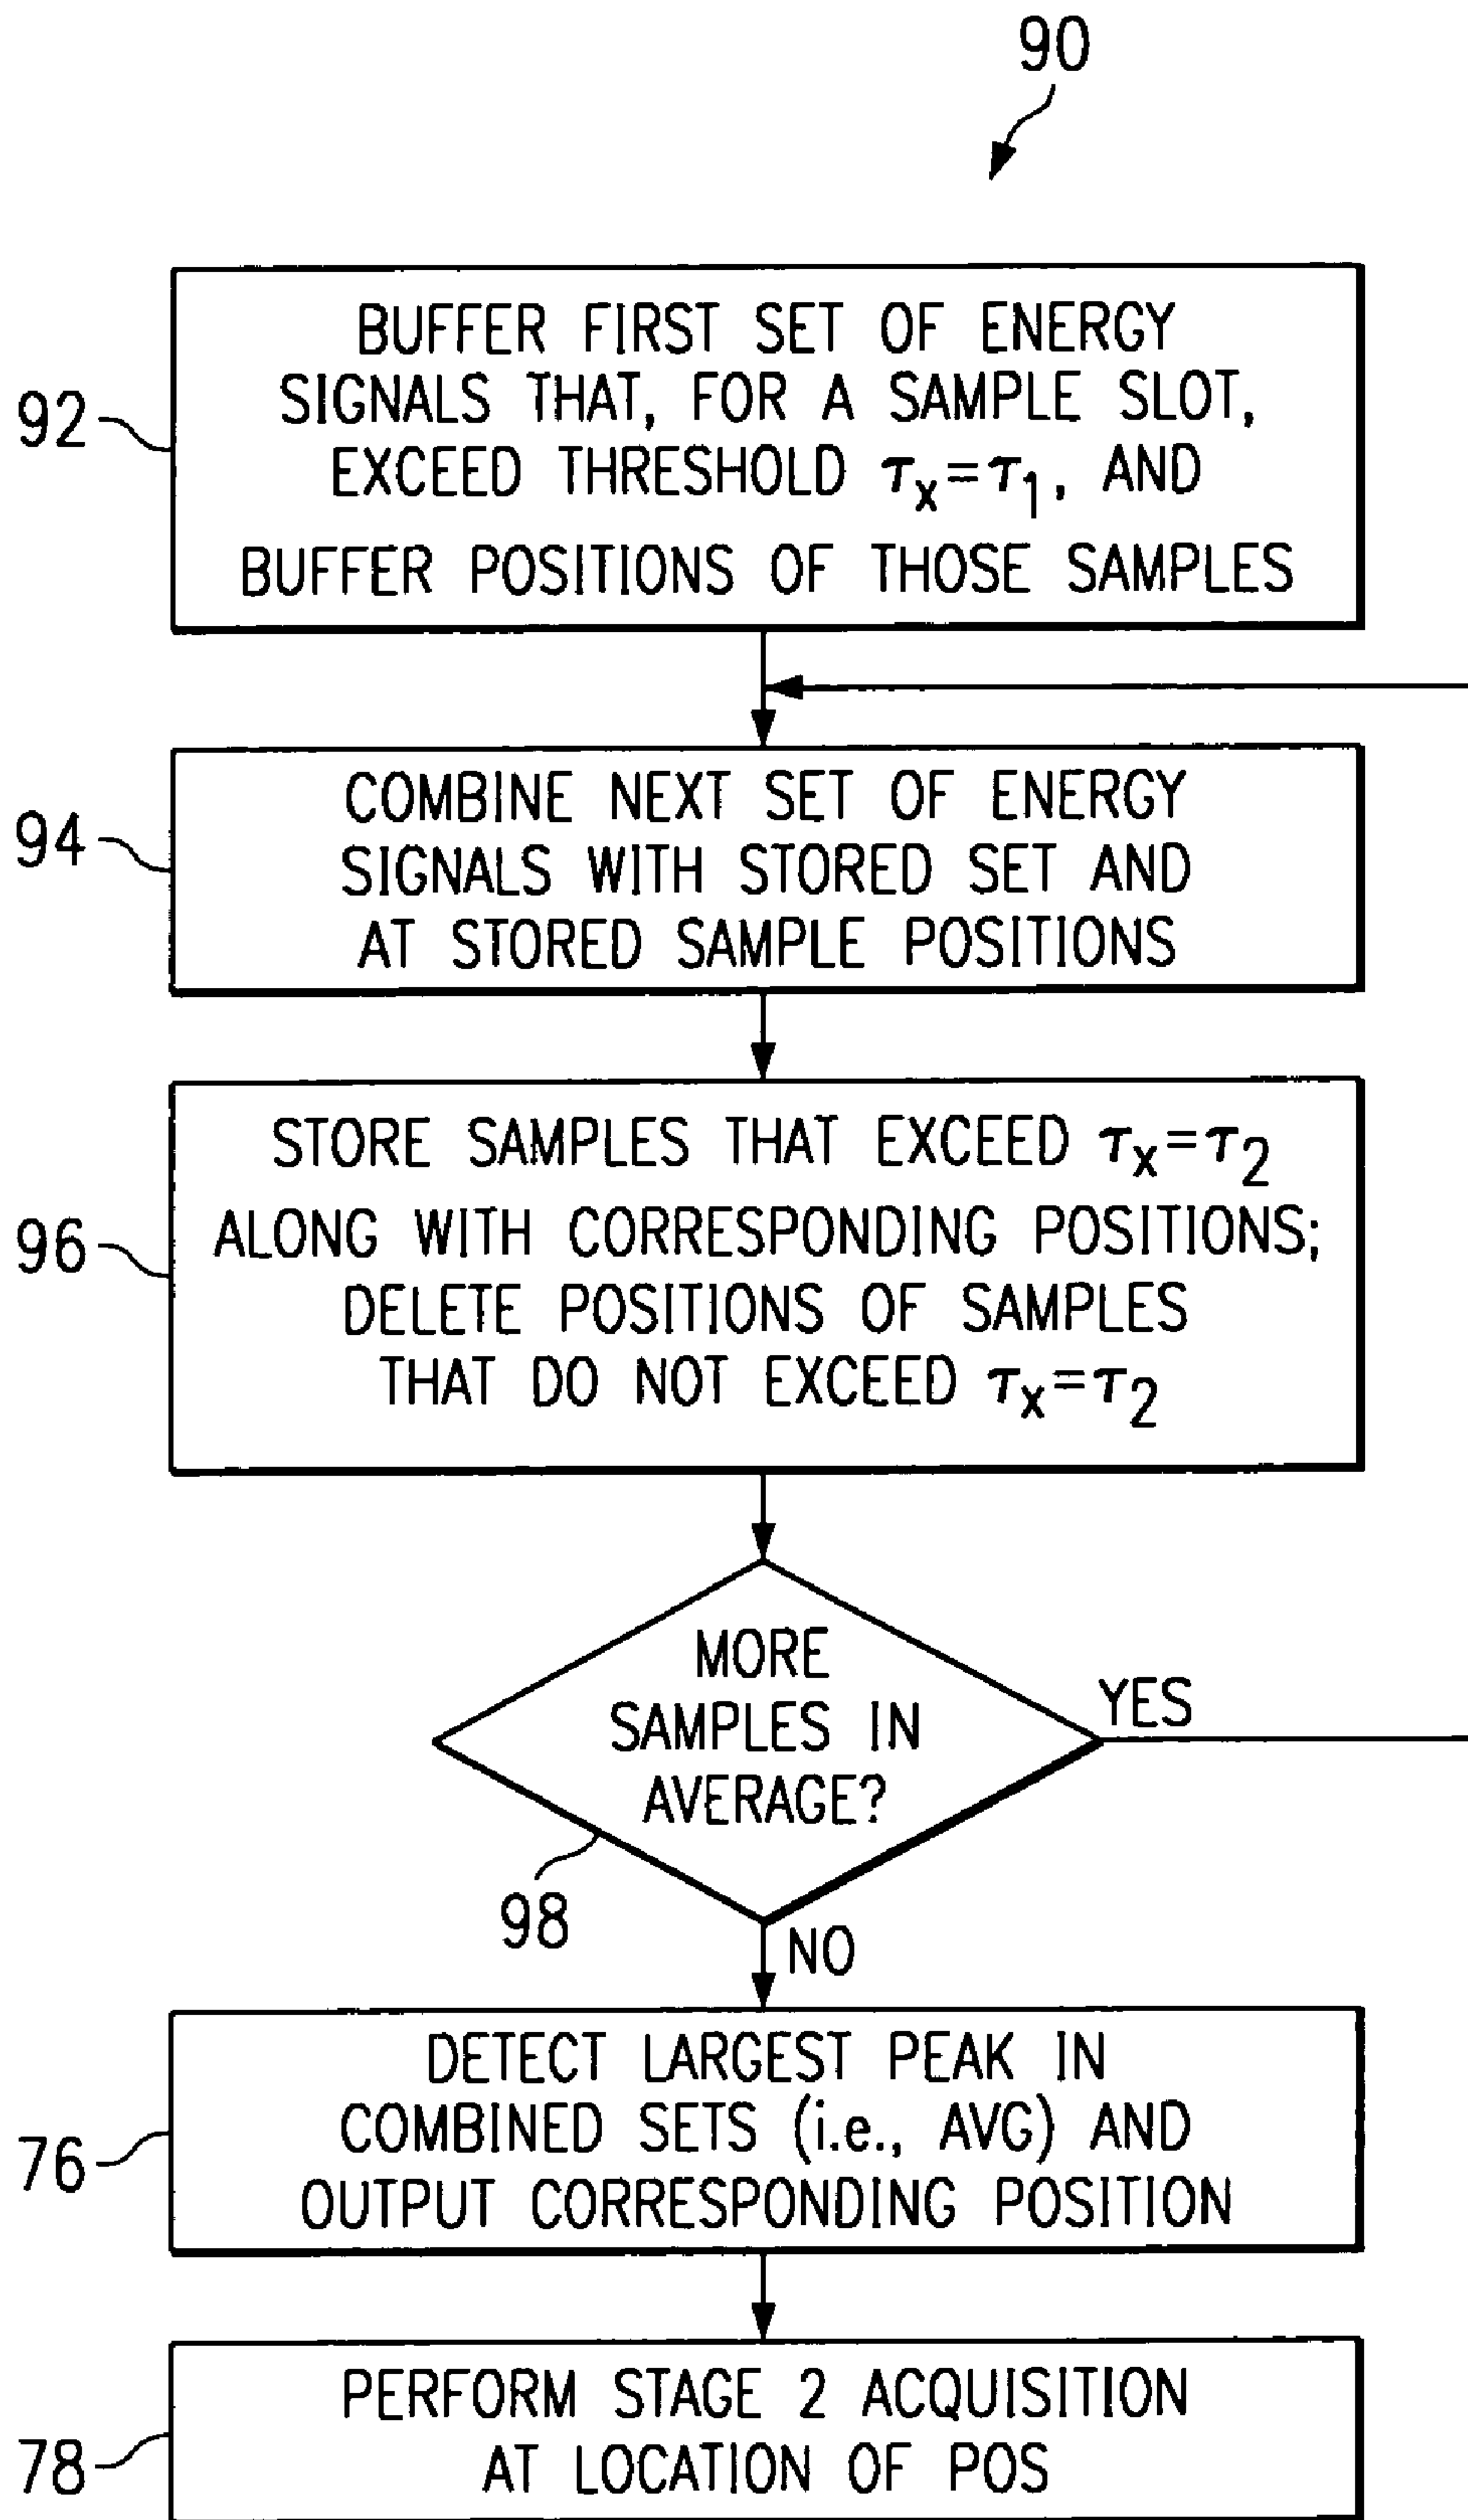 90
92
BUFFER FIRST SET OF ENERGY
SIGNALS THAT, FOR A SAMPLE SLOT,
EXCEED THRESHOLD τx=τ1, AND
BUFFER POSITIONS OF THOSE SAMPLES
94
COMBINE NEXT SET OF ENERGY
SIGNALS WITH STORED SET AND
AT STORED SAMPLE POSITIONS
96
STORE SAMPLES THAT EXCEED τx=τ2
ALONG WITH CORRESPONDING POSITIONS;
DELETE POSITIONS OF SAMPLES
THAT DO NOT EXCEED τx=τ2
MORE
SAMPLES IN
AVERAGE?
YES
98
NO
76
DETECT LARGEST PEAK IN
COMBINED SETS (i.e., AVG) AND
OUTPUT CORRESPONDING POSITION
78
PERFORM STAGE 2 ACQUISITION
AT LOCATION OF POS